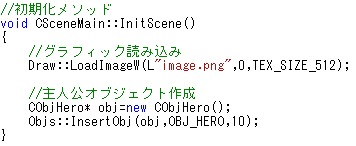 //初期化メソッド
void CSceneMain::InitScene()
{
//グラフィック読み込み
Draw::LoadImageW(L"image.png",0,TEX_SIZE_512);
//主人公オブジェクト作成
CObjHero* obj=new CObjHero();
Objs::InsertObj(obj,OBJ_HERO,10);
}